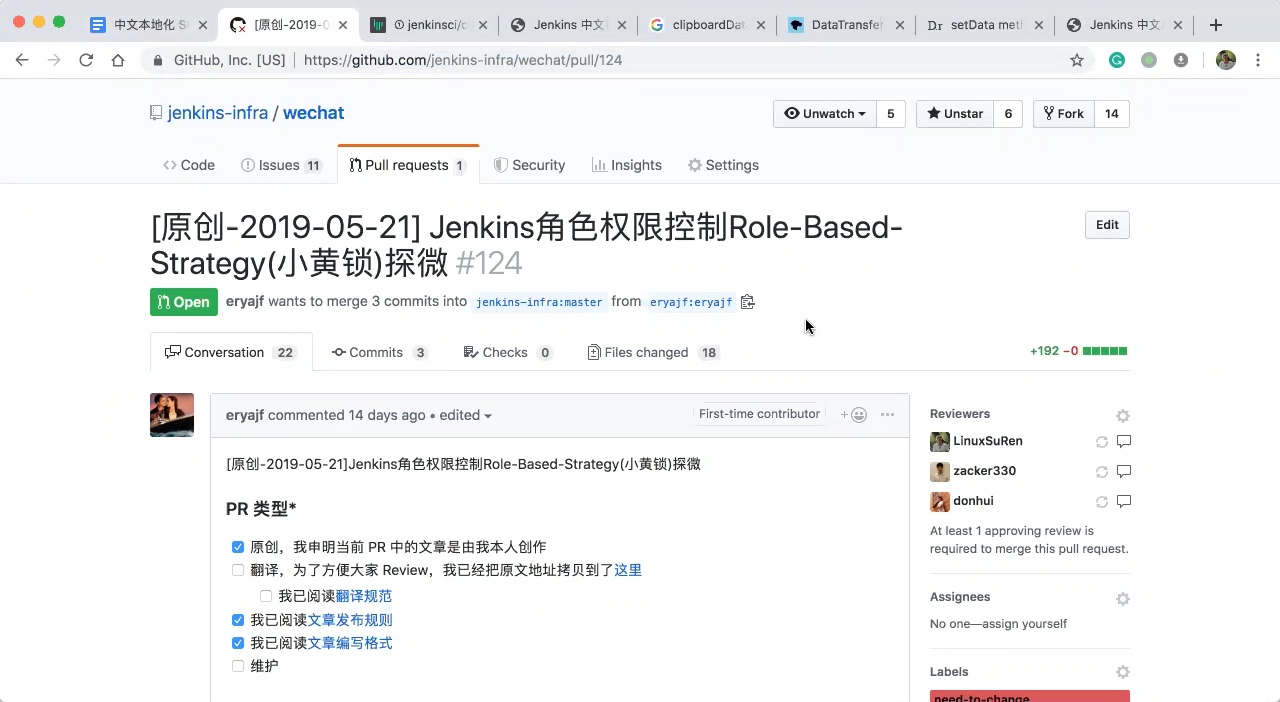 中文本地化 S
[原创-2019-0
jenkinsci/c
Jenkins 中文
clipboardDat
DataTransfer
Dr setData met
Jenkins 中文
GitHub, Inc. [US] https://github.com/jenkins-infra/wechat/pull/124
jenkins-infra / wechat
Unwatch 5 Unstar 6 Fork 14
Code Issues 11 Pull requests 1 Security Insights Settings
[原创-2019-05-21] Jenkins角色权限控制Role-Based-
Strategy(小黄锁)探微 #124
Edit
Open eryajf wants to merge 3 commits into jenkins-infra:master from eryajf:eryajf
Conversation 22 Commits 3 Checks 0 Files changed 18 +192 −0
eryajf commented 14 days ago • edited First-time contributor
[原创-2019-05-21]Jenkins角色权限控制Role-Based-Strategy(小黄锁)探微
PR 类型*
原创，我申明当前 PR 中的文章是由我本人创作
翻译，为了方便大家 Review，我已经把原文地址拷贝到了这里
我已阅读翻译规范
我已阅读文章发布规则
我已阅读文章编写格式
维护
Reviewers
LinuxSuRen
zacker330
donhui
At least 1 approving review is
required to merge this pull request.
Assignees
No one—assign yourself
Labels
need-to-change